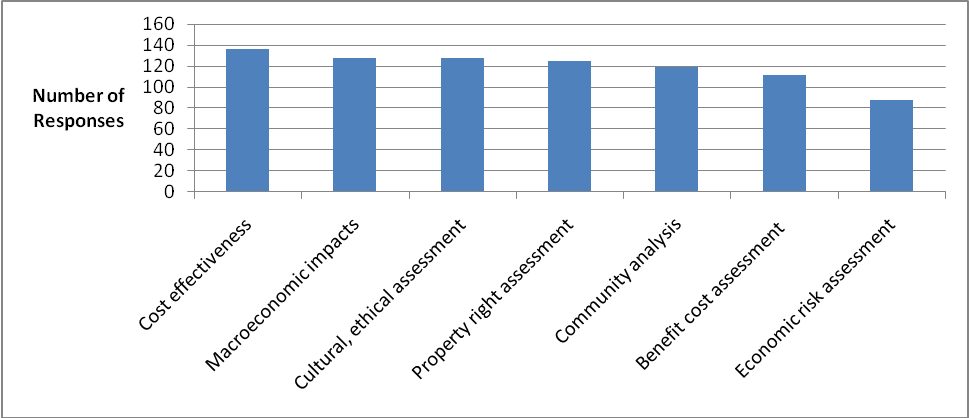 160
140
120
100
80
60
40
20
0
Number of
Responses
Cost effectiveness
Macroeconomic impacts
Cultural, ethical assessment
Property right assessment
Community analysis
Benefit cost assessment
Economic risk assessment